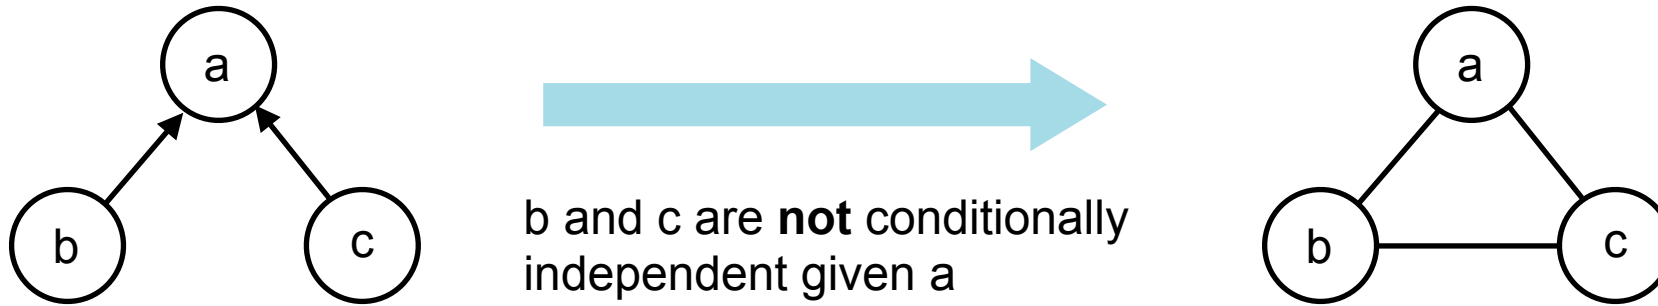 a
b
c
b and c are not conditionally
independent given a
a
b
c